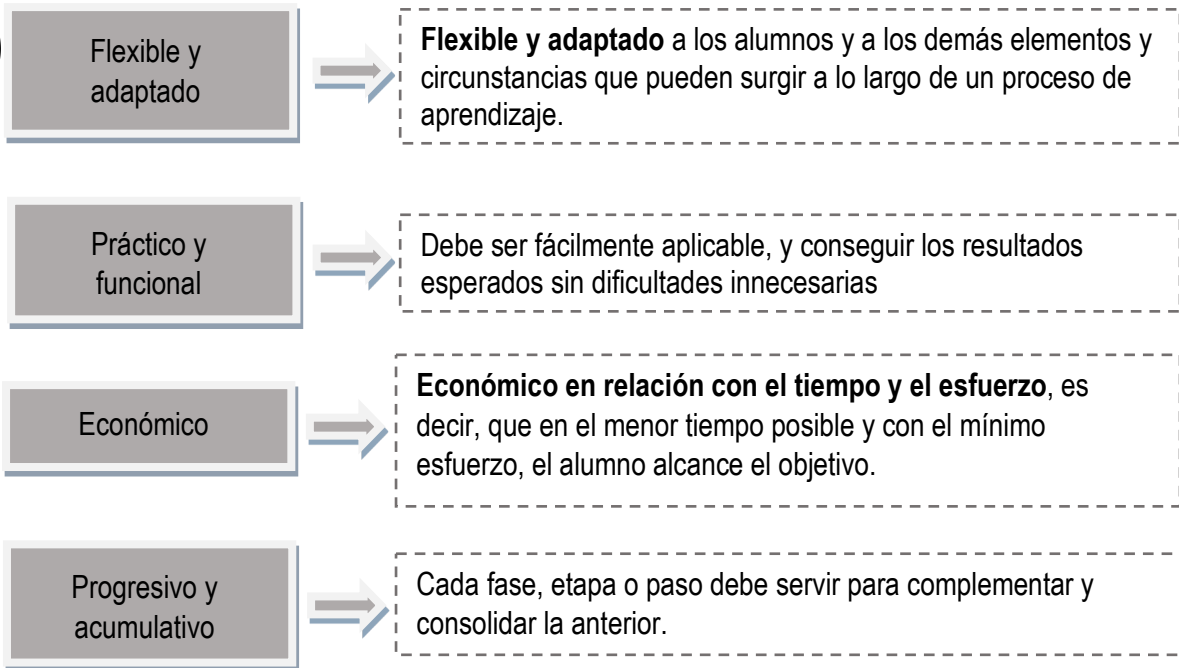 Flexible y
adaptado
Flexible y adaptado a los alumnos y a los demás elementos y
circunstancias que pueden surgir a lo largo de un proceso de
aprendizaje.
Práctico y
funcional
Debe ser fácilmente aplicable, y conseguir los resultados
esperados sin dificultades innecesarias
Económico
Económico en relación con el tiempo y el esfuerzo, es
decir, que en el menor tiempo posible y con el mínimo
esfuerzo, el alumno alcance el objetivo.
Progresivo y
acumulativo
Cada fase, etapa o paso debe servir para complementar y
consolidar la anterior.